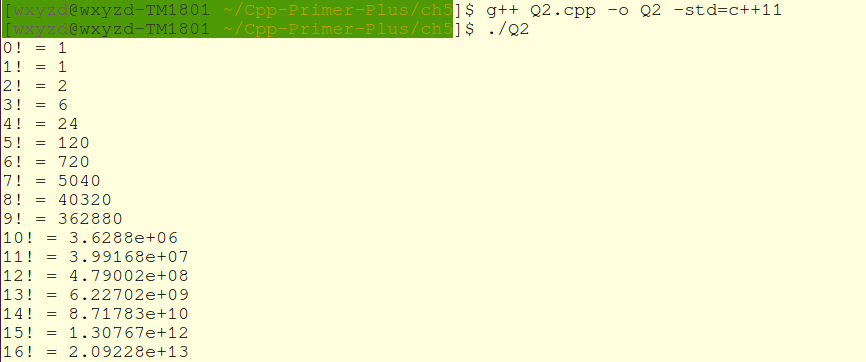 [wxyzd@wxyzd-TM1801 ~/Cpp-Primer-Plus/ch5]$ g++ Q2.cpp -o Q2 -std=c++11
[wxyzd@wxyzd-TM1801 ~/Cpp-Primer-Plus/ch5]$ ./Q2
0! = 1
1! = 1
2! = 2
3! = 6
4! = 24
5! = 120
6! = 720
7! = 5040
8! = 40320
9! = 362880
10! = 3.6288e+06
11! = 3.99168e+07
12! = 4.79002e+08
13! = 6.22702e+09
14! = 8.71783e+10
15! = 1.30767e+12
16! = 2.09228e+13